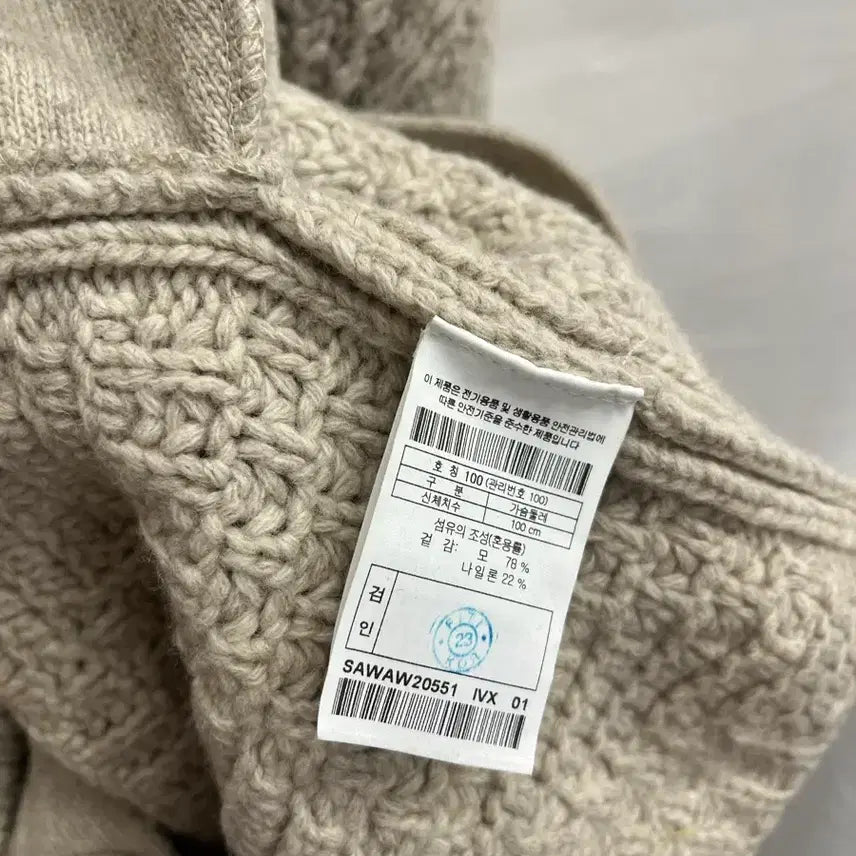 이 제품은 전기용품 및 생활용품 안전관리법에
따른 안전기준을 준수한 제품입니다
호 칭 100 (관리번호 100)
구 분 가슴둘레
신체치수 100 cm
섬유의 조성(혼용률)
겉 감: 모 78 %
나일론 22 %
검
인
23
SAWAW20551 IVX 01